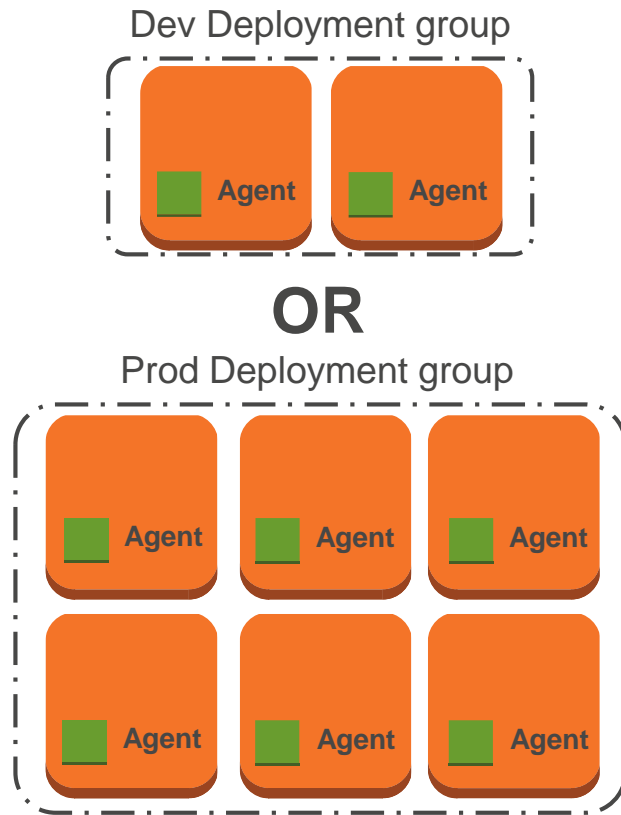 Dev Deployment group
Agent Agent
OR
Prod Deployment group
Agent Agent Agent
Agent Agent Agent